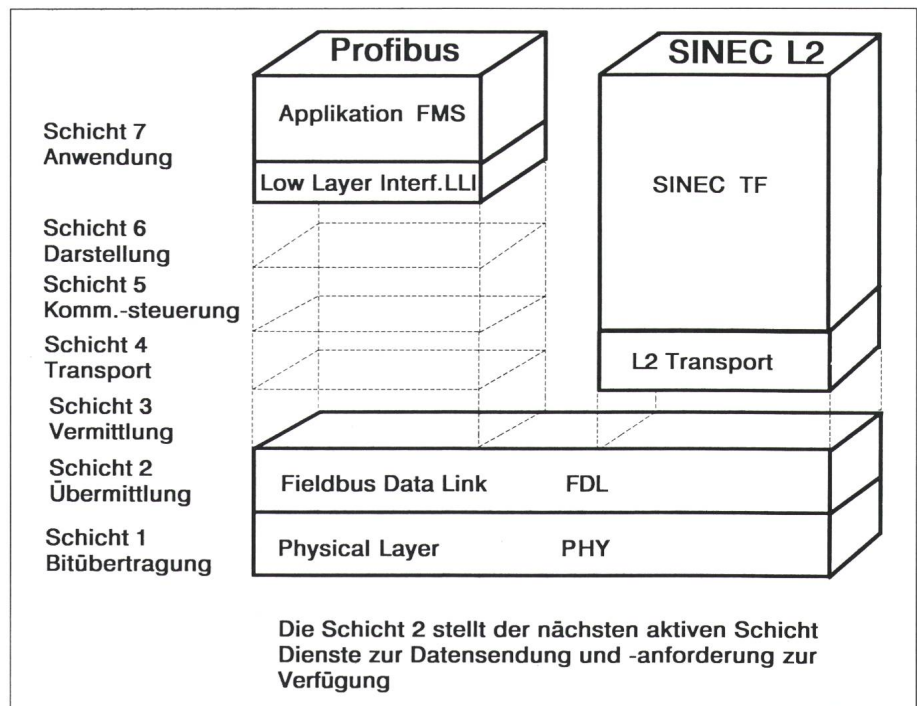 Profibus
SINEC L2
Schicht 7
Anwendung
Applikation FMS
Low Layer Interf.LLI
SINEC TF
Schicht 6
Darstellung
Schicht 5
Komm.-steuerung
Schicht 4
Transport
L2 Transport
Schicht 3
Vermittlung
Schicht 2
Übermittlung
Fieldbus Data Link FDL
Schicht 1
Bitübertragung
Physical Layer PHY
Die Schicht 2 stellt der nächsten aktiven Schicht
Dienste zur Datensendung und -anforderung zur
Verfügung